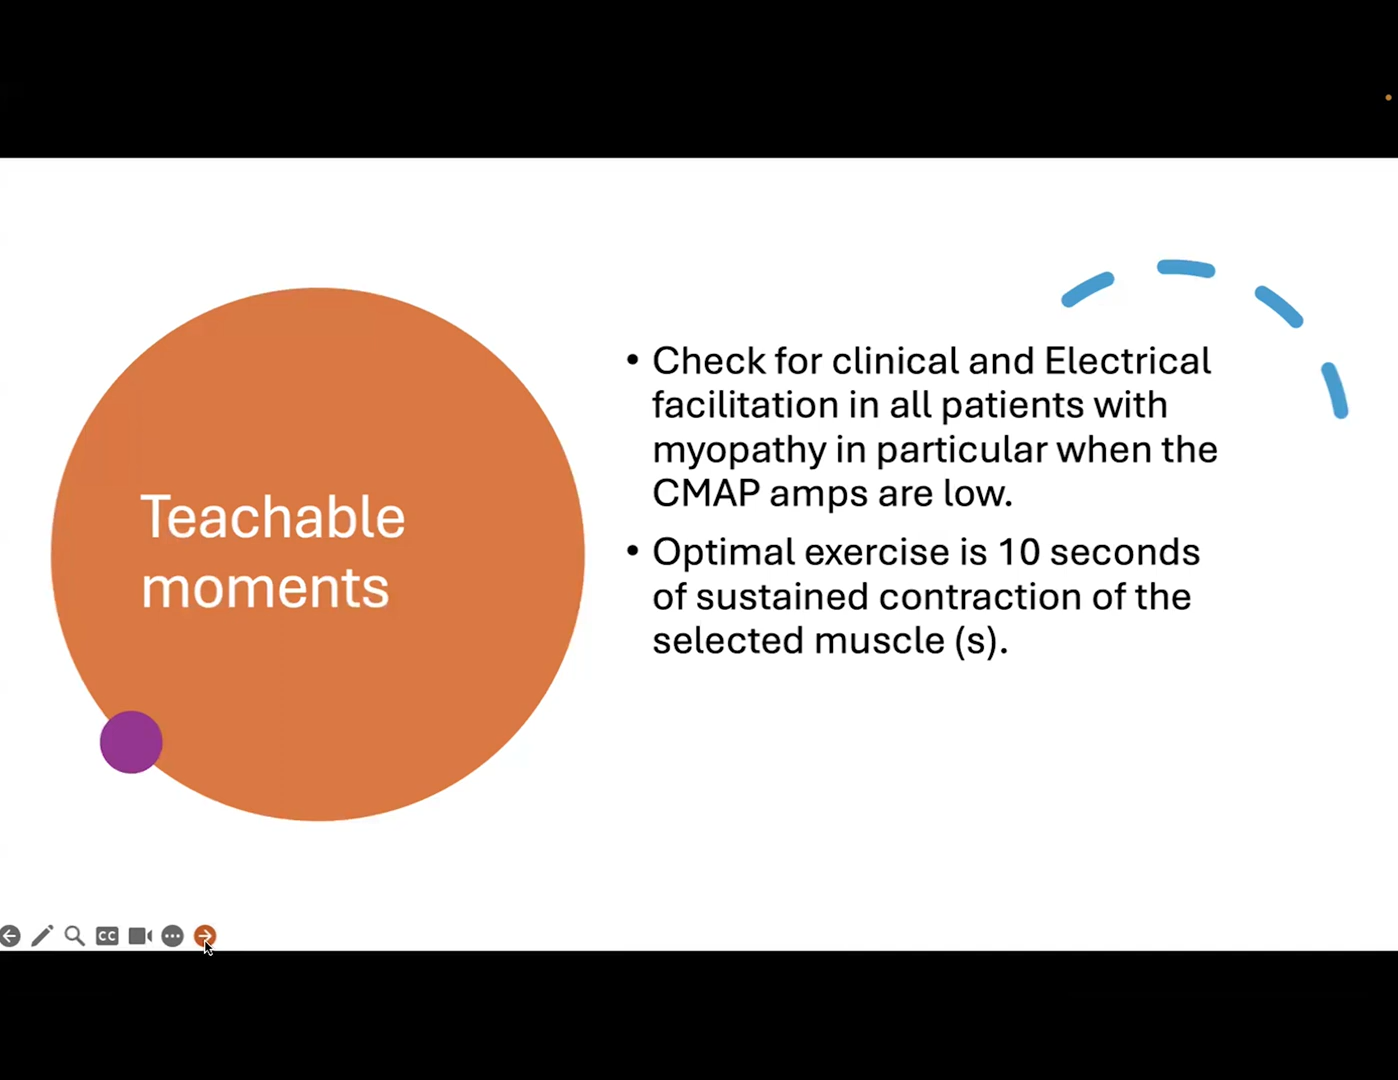 Teachable
moments
• Check for clinical and Electrical
facilitation in all patients with
myopathy in particular when the
CMAP amps are low.
• Optimal exercise is 10 seconds
of sustained contraction of the
selected muscle (s).
CC